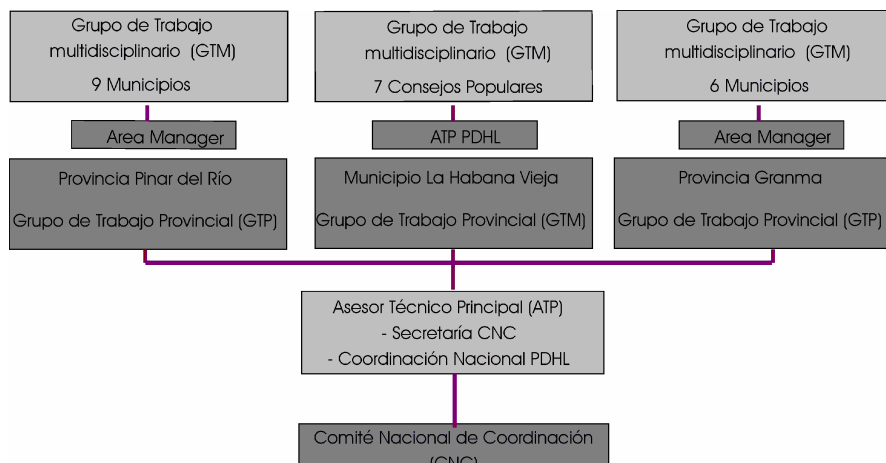 Grupo de Trabajo
multidisciplinario (GTM)
9 Municipios
Grupo de Trabajo
multidisciplinario (GTM)
7 Consejos Populares
Grupo de Trabajo
multidisciplinario (GTM)
6 Municipios
Area Manager
ATP PDHL
Area Manager
Provincia Pinar del Río
Grupo de Trabajo Provincial (GTP)
Municipio La Habana Vieja
Grupo de Trabajo Provincial (GTM)
Provincia Granma
Grupo de Trabajo Provincial (GTP)
Asesor Técnico Principal (ATP)
- Secretaría CNC
- Coordinación Nacional PDHL
Comité Nacional de Coordinación
(CNC)